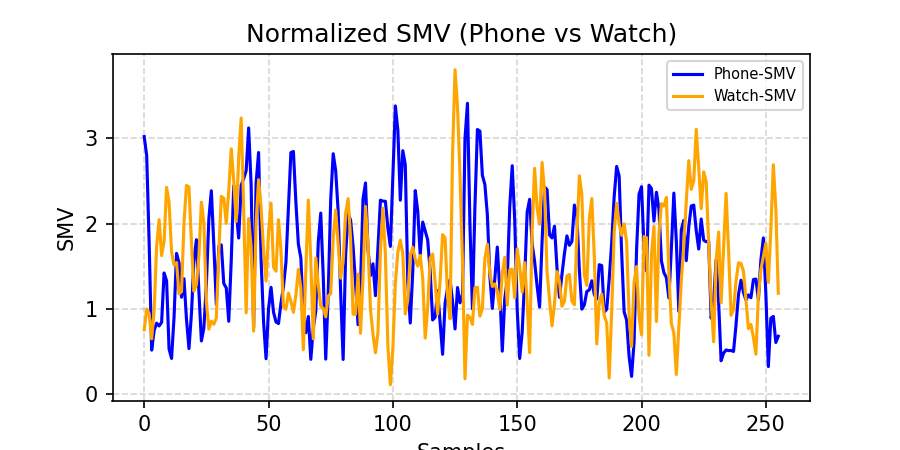 Normalized SMV (Phone vs Watch)
Phone-SMV
Watch-SMV
SMV
3
2
1
0
0 50 100 150 200 250
Samples